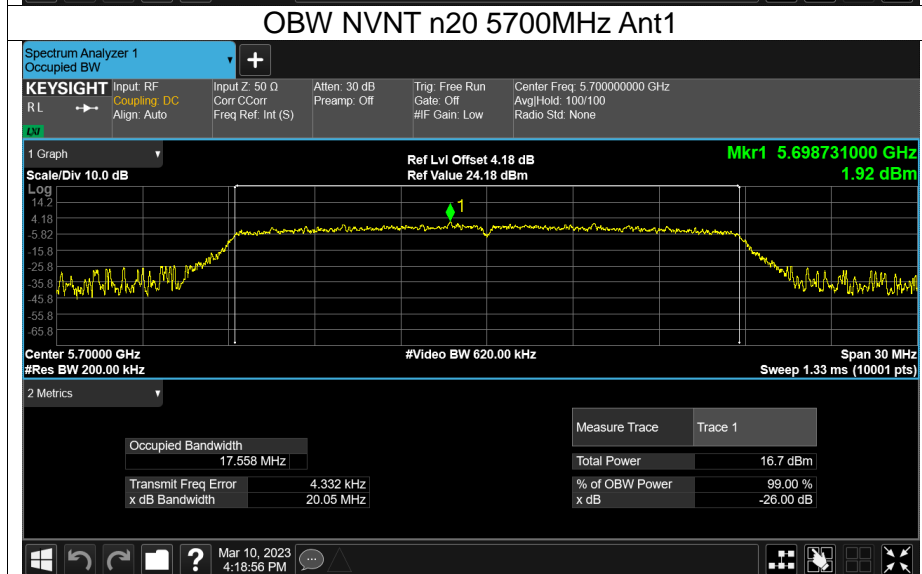 OBW NVNT n20 5700MHz Ant1
Spectrum Analyzer 1
Occupied BW
▼
+
KEYSIGHT
R L
LXI
Input: RF
Coupling: DC
Align: Auto
Input Z: 50 Ω
Corr CCorr
Freq Ref: Int (S)
Atten: 30 dB
Preamp: Off
Trig: Free Run
Gate: Off
#IF Gain: Low
Center Freq: 5.700000000 GHz
Avg|Hold: 100/100
Radio Std: None
1 Graph ▼
Scale/Div 10.0 dB
Ref Lvl Offset 4.18 dB
Ref Value 24.18 dBm
Mkr1 5.698731000 GHz
1.92 dBm
Log
14.2
4.18
-5.82
-15.8
-25.8
-35.8
-45.8
-55.8
-65.8
1
Center 5.70000 GHz
#Res BW 200.00 kHz
#Video BW 620.00 kHz
Span 30 MHz
Sweep 1.33 ms (10001 pts)
2 Metrics ▼
Occupied Bandwidth
17.558 MHz
Transmit Freq Error 4.332 kHz
x dB Bandwidth 20.05 MHz
Measure Trace Trace 1
Total Power 16.7 dBm
% of OBW Power 99.00 %
x dB -26.00 dB
?
Mar 10, 2023
4:18:56 PM